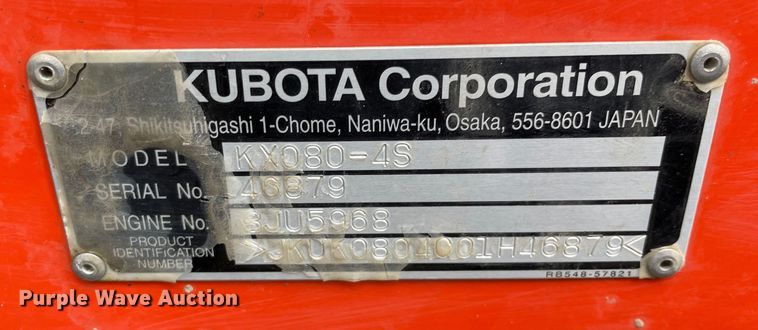 KUBOTA Corporation
2-47, Shikitsuhigashi 1-Chome, Naniwa-ku, Osaka, 556-8601 JAPAN
MODEL KX080-4S
SERIAL No. 46879
ENGINE No. 3JU5968
PRODUCT IDENTIFICATION NUMBER >JKUK0804C01H46879<
RB548-57821
Purple Wave Auction